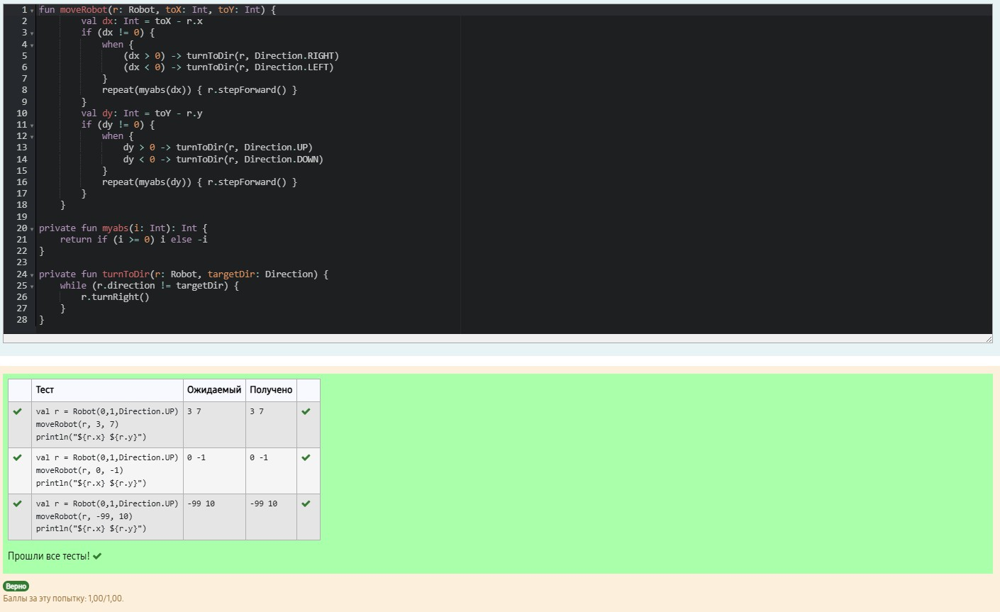 1 fun moveRobot(r: Robot, toX: Int, toY: Int) {
2 val dx: Int = toX - r.x
3 if (dx != 0) {
4 when {
5 (dx > 0) -> turnToDir(r, Direction.RIGHT)
6 (dx < 0) -> turnToDir(r, Direction.LEFT)
7 }
8 repeat(myabs(dx)) { r.stepForward() }
9 }
10 val dy: Int = toY - r.y
11 if (dy != 0) {
12 when {
13 dy > 0 -> turnToDir(r, Direction.UP)
14 dy < 0 -> turnToDir(r, Direction.DOWN)
15 }
16 repeat(myabs(dy)) { r.stepForward() }
17 }
18 }
19
20 private fun myabs(i: Int): Int {
21 return if (i >= 0) i else -i
22 }
23
24 private fun turnToDir(r: Robot, targetDir: Direction) {
25 while (r.direction != targetDir) {
26 r.turnRight()
27 }
28 }
Тест Ожидаемый Получено
val r = Robot(0,1,Direction.UP) 3 7 3 7
moveRobot(r, 3, 7)
println("${r.x} ${r.y}")
val r = Robot(0,1,Direction.UP) 0 -1 0 -1
moveRobot(r, 0, -1)
println("${r.x} ${r.y}")
val r = Robot(0,1,Direction.UP) -99 10 -99 10
moveRobot(r, -99, 10)
println("${r.x} ${r.y}")
Прошли все тесты!
Верно
Баллы за эту попытку: 1,00/1,00.